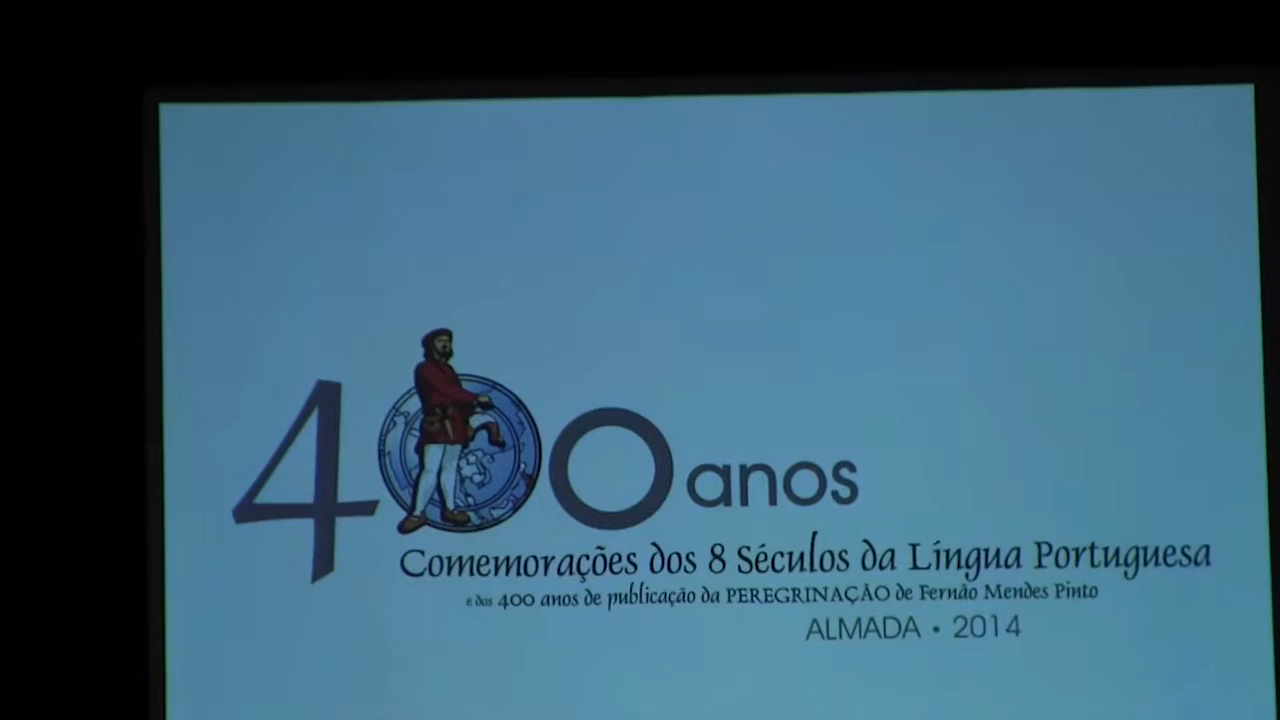 400 anos
Comemorações dos 8 Séculos da Língua Portuguesa
e dos 400 anos de publicação da PEREGRINAÇÃO de Fernão Mendes Pinto
ALMADA • 2014